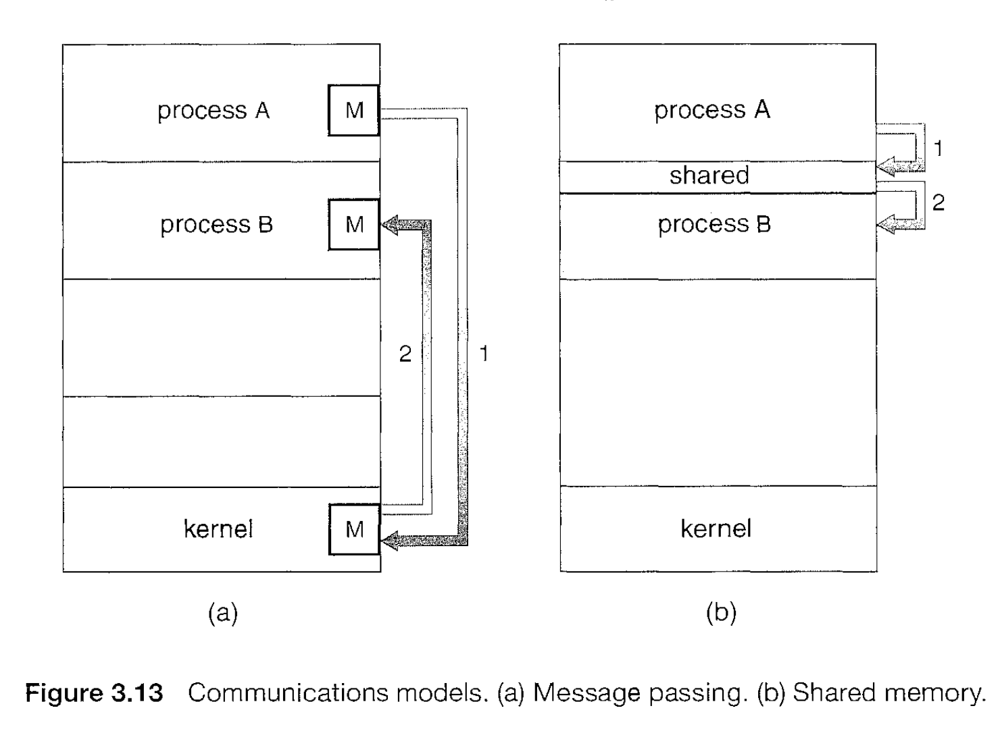 process A
M
process B
M
2
1
kernel
M
(a)
process A
1
shared
2
process B
kernel
(b)
Figure 3.13 Communications models. (a) Message passing. (b) Shared memory.